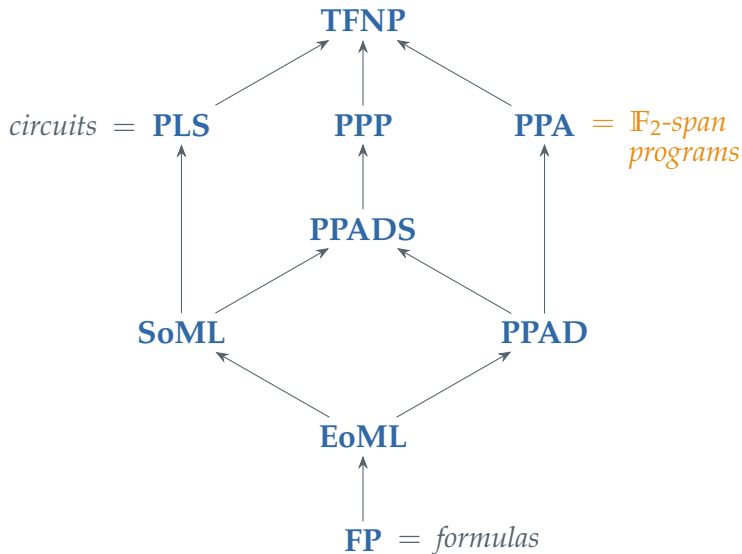 TFNP
circuits = PLS
PPP
PPA = 𝔽₂-span
programs
PPADS
SoML
PPAD
EoML
FP = formulas